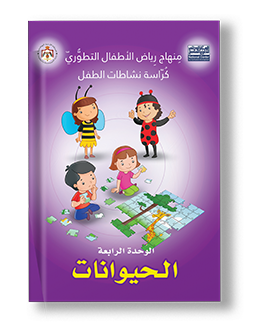 منهاج رياض الأطفال التطوُّريّ
كُرّاسة نشاطات الطفل
الوحدة الرابعة
الحيوانات